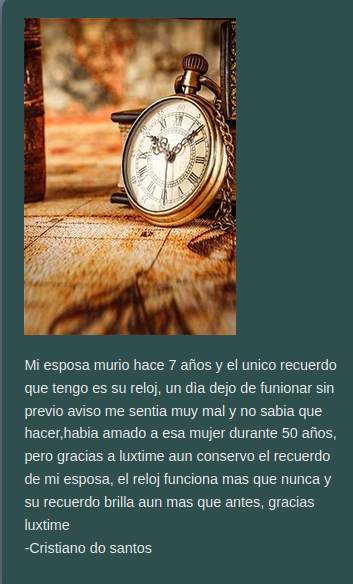 Mi esposa murio hace 7 años y el unico recuerdo
que tengo es su reloj, un dìa dejo de funionar sin
previo aviso me sentia muy mal y no sabia que
hacer,habia amado a esa mujer durante 50 años,
pero gracias a luxtime aun conservo el recuerdo
de mi esposa, el reloj funciona mas que nunca y
su recuerdo brilla aun mas que antes, gracias
luxtime
-Cristiano do santos